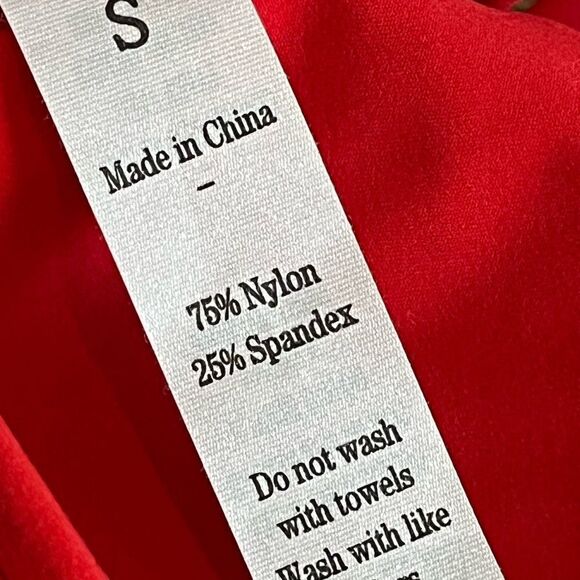 S
Made in China
-
75% Nylon
25% Spandex
Do not wash
with towels
Wash with like